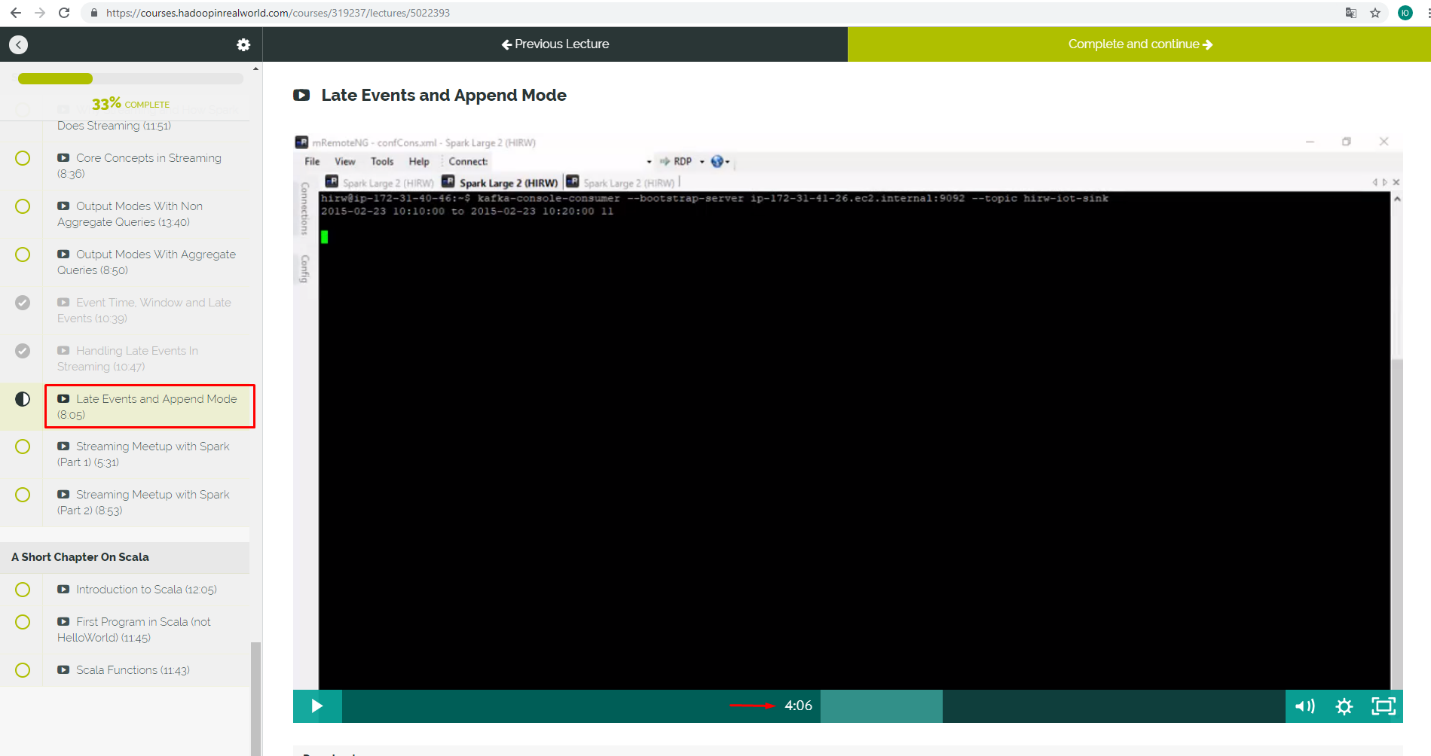 https://courses.hadoopinrealworld.com/courses/319237/lectures/5022393
IO
Previous Lecture
Complete and continue
33% COMPLETE
Does Streaming (11:51)
Core Concepts in Streaming
(8:36)
Output Modes With Non
Aggregate Queries (13:40)
Output Modes With Aggregate
Queries (8:50)
Event Time, Window and Late
Events (10:39)
Handling Late Events In
Streaming (10:47)
Late Events and Append Mode
(8:05)
Streaming Meetup with Spark
(Part 1) (5:31)
Streaming Meetup with Spark
(Part 2) (8:53)
A Short Chapter On Scala
Introduction to Scala (12:05)
First Program in Scala (not
HelloWorld) (11:45)
Scala Functions (11:43)
Late Events and Append Mode
mRemoteNG - confCons.xml - Spark Large 2 (HIRW)
File View Tools Help Connect: RDP
Spark Large 2 (HIRW) Spark Large 2 (HIRW) Spark Large 2 (HIRW)
Connections
Config
hirw@ip-172-31-40-46:~$ kafka-console-consumer --bootstrap-server ip-172-31-41-26.ec2.internal:9092 --topic hirw-iot-sink
2015-02-23 10:10:00 to 2015-02-23 10:20:00 11
4:06